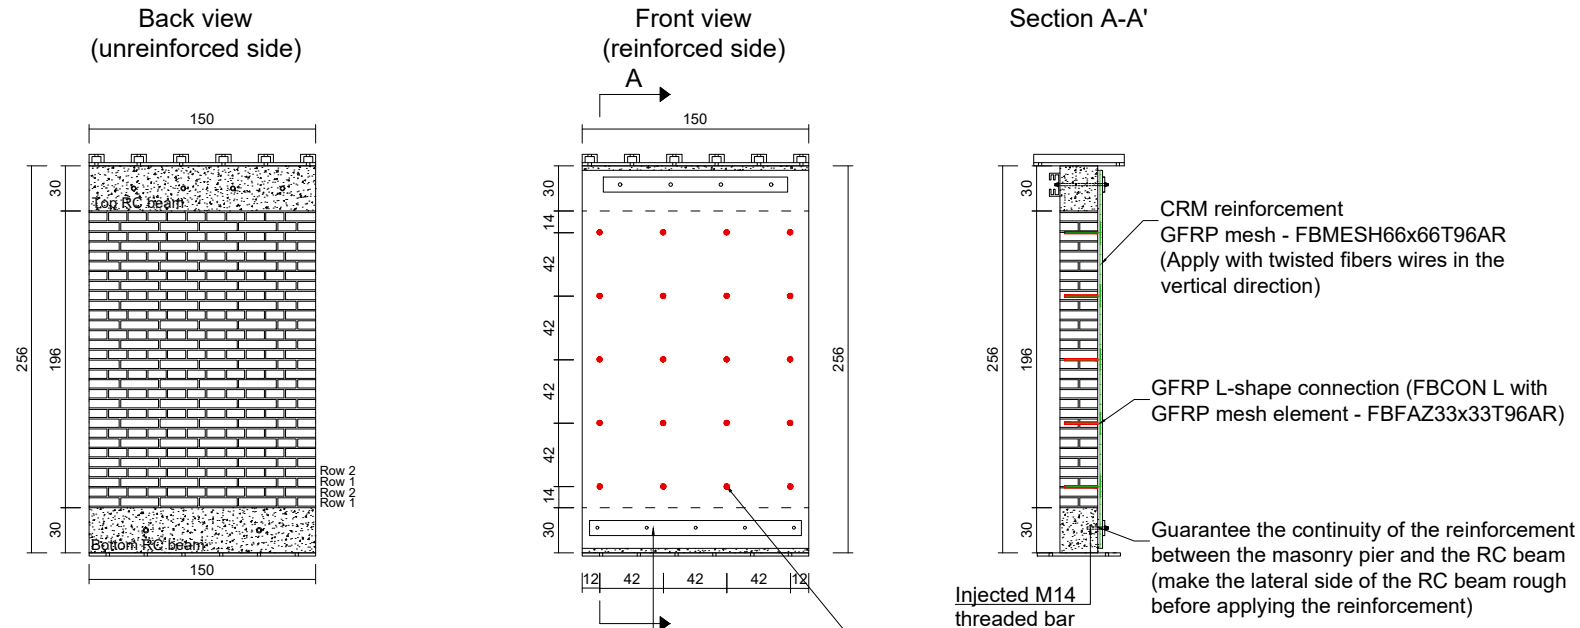 Back view
(unreinforced side)
150
30
Top RC beam
256
196
Row 2
Row 1
Row 2
Row 1
30
Bottom RC beam
150
Front view
(reinforced side)
A
150
30
14
42
42
42
42
14
30
256
12
42
42
42
12
Section A-A'
30
256
196
30
CRM reinforcement
GFRP mesh - FBMESH66x66T96AR
(Apply with twisted fibers wires in the
vertical direction)
GFRP L-shape connection (FBCON L with
GFRP mesh element - FBFAZ33x33T96AR)
Guarantee the continuity of the reinforcement
between the masonry pier and the RC beam
(make the lateral side of the RC beam rough
before applying the reinforcement)
Injected M14
threaded bar